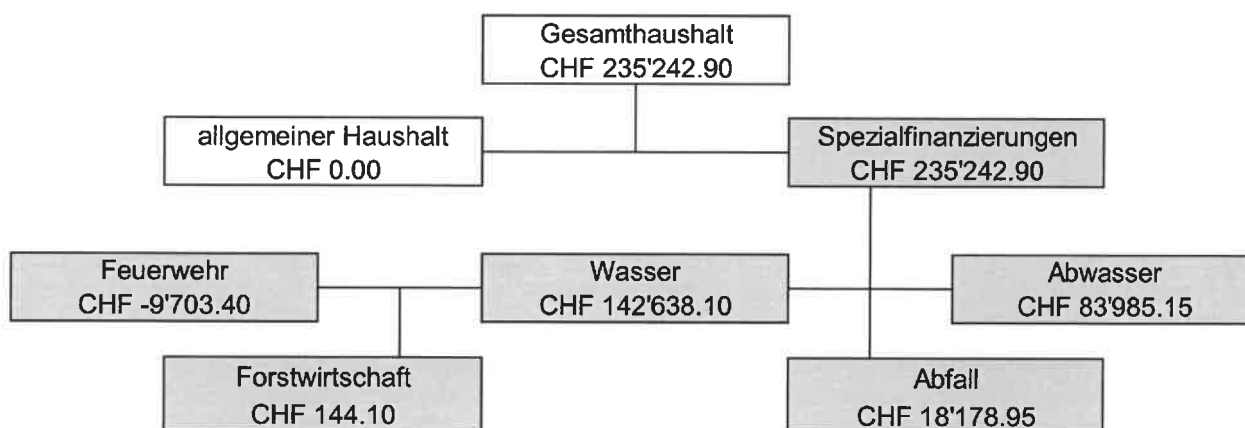 Gesamthaushalt
CHF 235'242.90
allgemeiner Haushalt
CHF 0.00
Spezialfinanzierungen
CHF 235'242.90
Feuerwehr
CHF -9'703.40
Wasser
CHF 142'638.10
Abwasser
CHF 83'985.15
Forstwirtschaft
CHF 144.10
Abfall
CHF 18'178.95